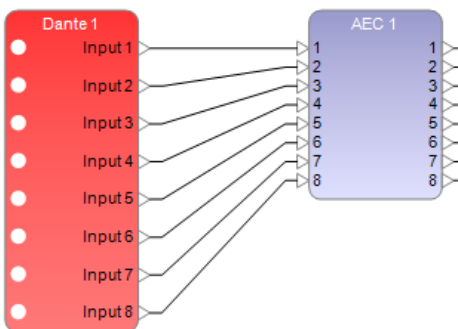 Dante 1
Input 1
Input 2
Input 3
Input 4
Input 5
Input 6
Input 7
Input 8
AEC 1
1 1
2 2
3 3
4 4
5 5
6 6
7 7
8 8